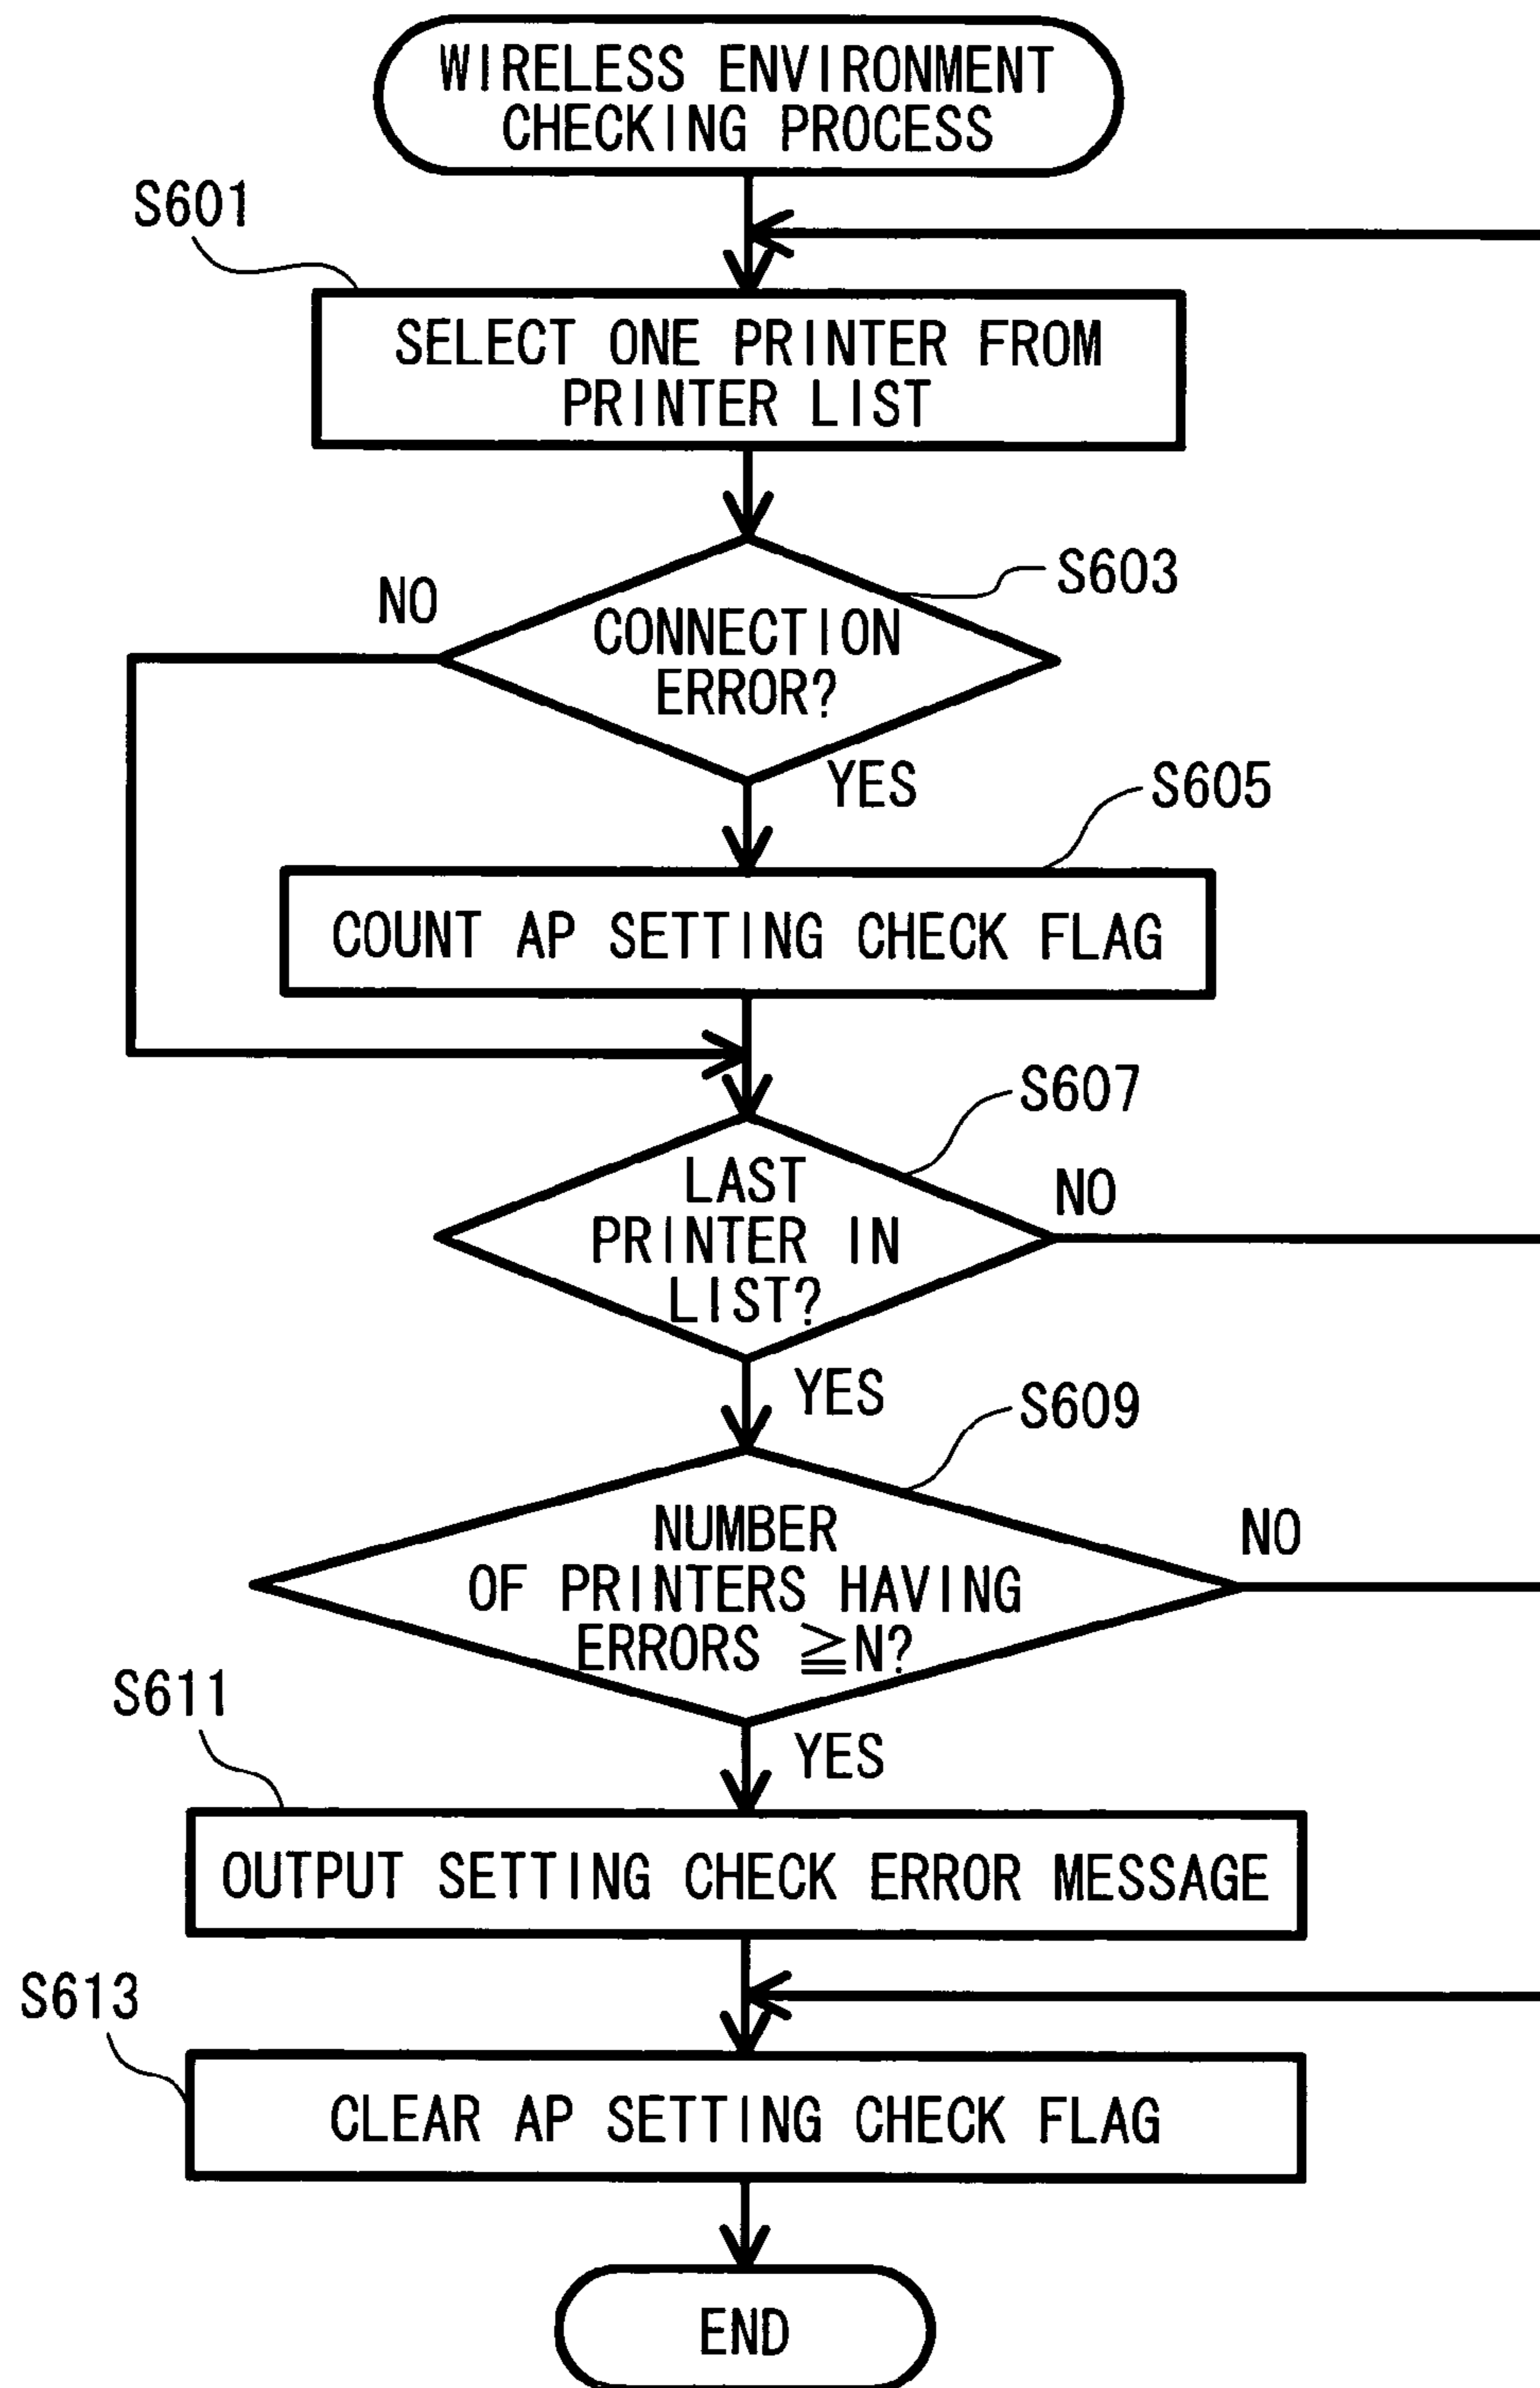 WIRELESS ENVIRONMENT
CHECKING PROCESS
S601
SELECT ONE PRINTER FROM
PRINTER LIST
S603
NO
CONNECTION
ERROR?
YES
S605
COUNT AP SETTING CHECK FLAG
S607
LAST
NO
PRINTER IN
LIST?
YES
S609
NUMBER
NO
OF PRINTERS HAVING
ERRORS ≧N?
S611
YES
OUTPUT SETTING CHECK ERROR MESSAGE
S613
CLEAR AP SETTING CHECK FLAG
END